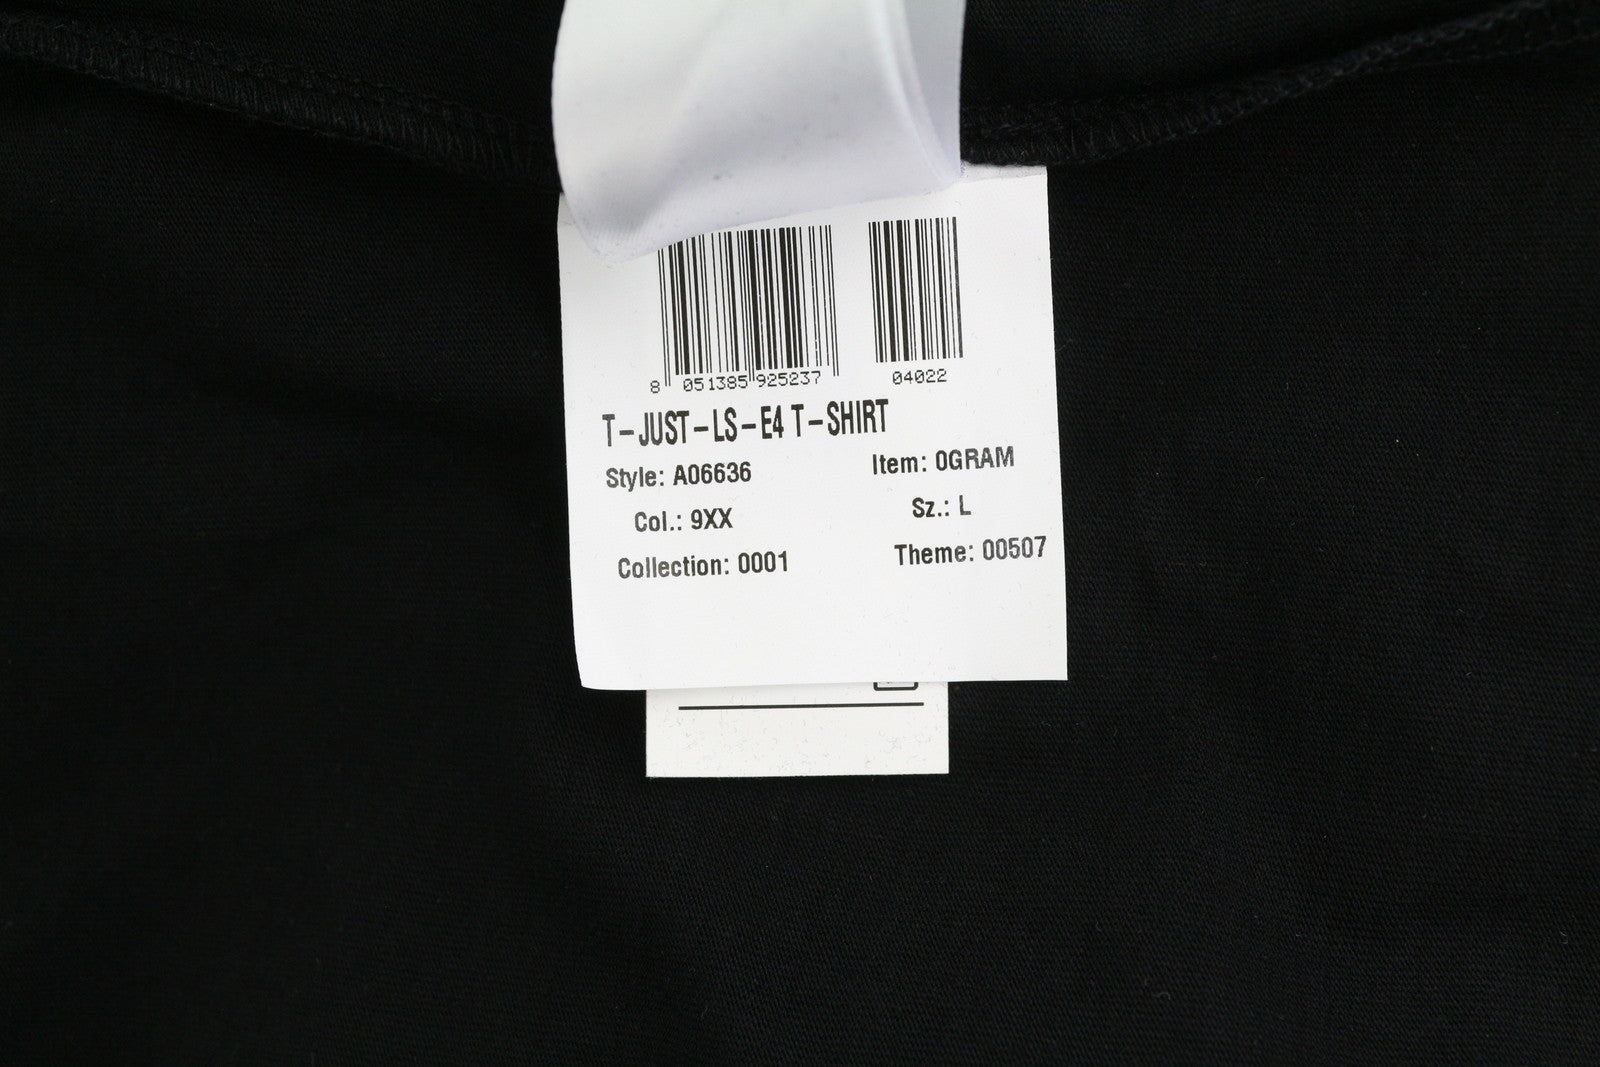 8 051385 925237 04022
T-JUST-LS-E4 T-SHIRT
Style: A06636 Item: 0GRAM
Col.: 9XX Sz.: L
Collection: 0001 Theme: 00507